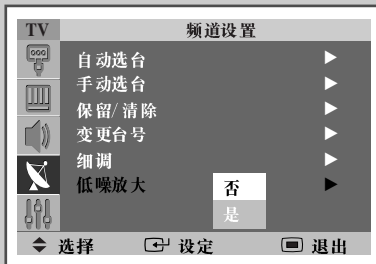 TV 频道设置
自动选台
手动选台
保留/清除
变更台号
细调
低噪放大 否
是
选择 设定 退出